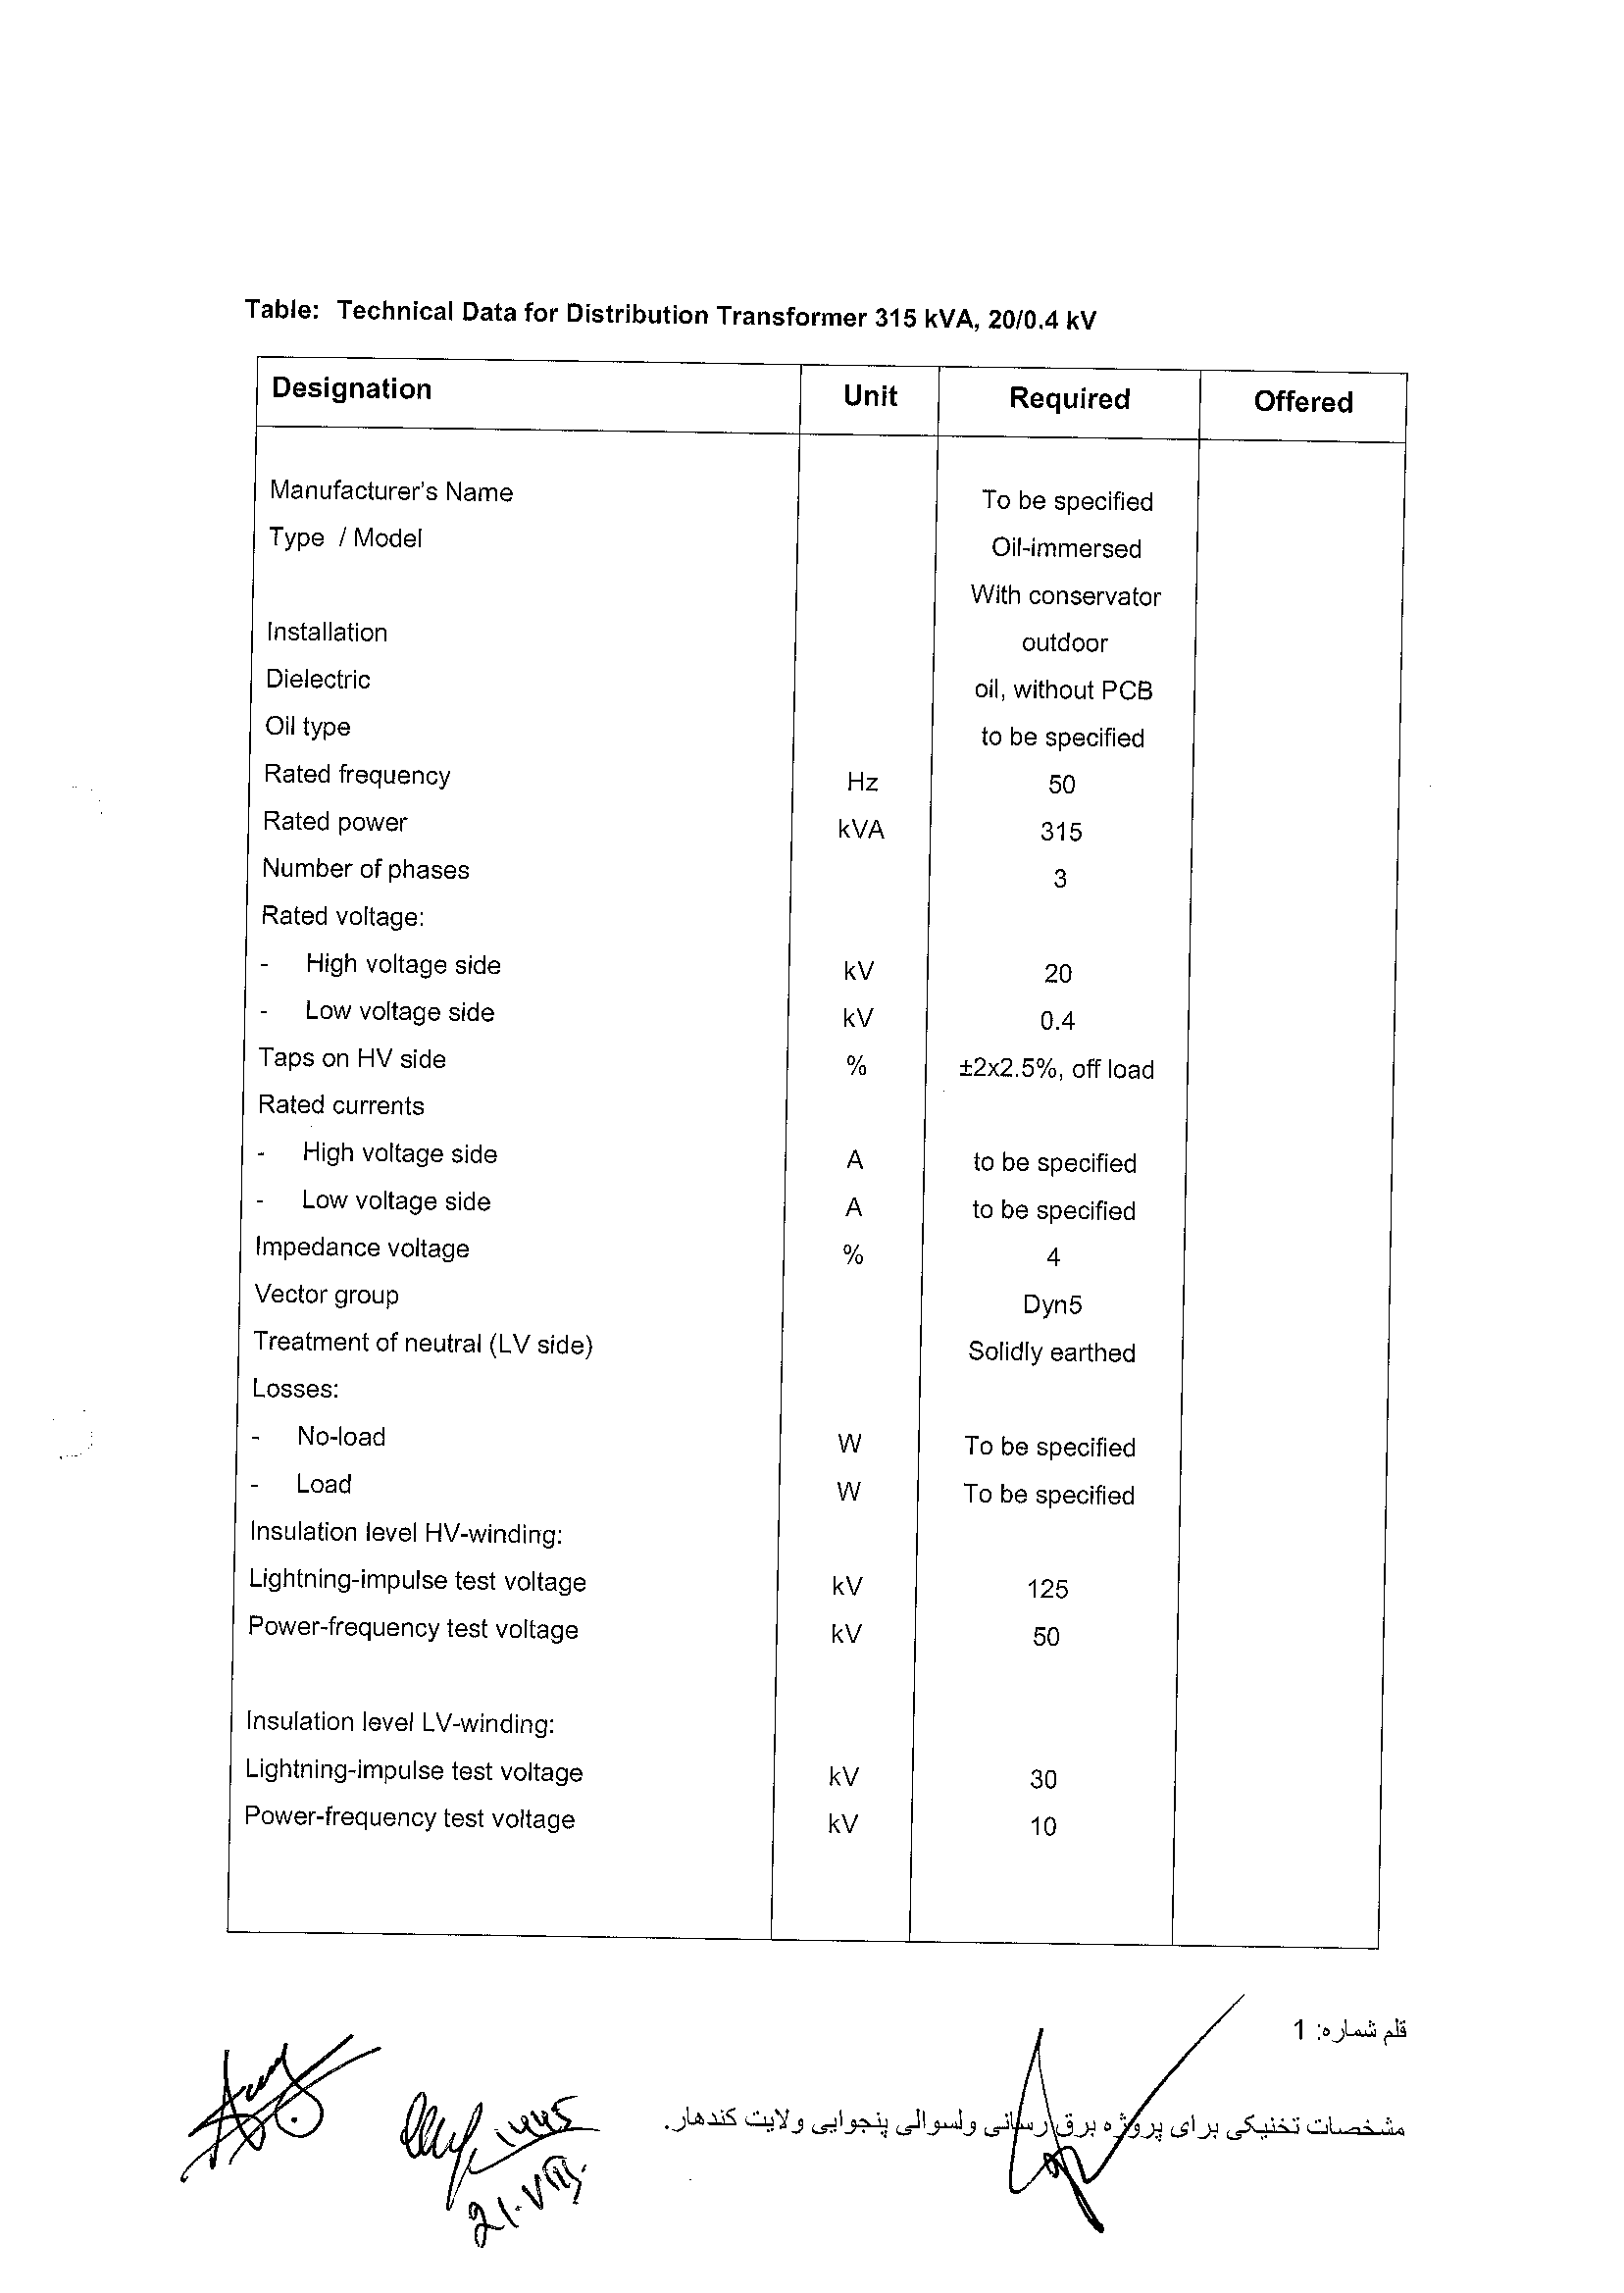 Table: Technical Data for Distribution Transformer 315 kVA, 20/0.4 kV
Designation Unit Required Offered
Manufacturer's Name To be specified
Type / Model Oil-immersed
With conservator
Installation outdoor
Dielectric oil, without PCB
Oil type to be specified
Rated frequency Hz 50
Rated power kVA 315
Number of phases 3
Rated voltage:
- High voltage side kV 20
- Low voltage side kV 0.4
Taps on HV side % ±2x2.5%, off load
Rated currents
- High voltage side A to be specified
- Low voltage side A to be specified
Impedance voltage % 4
Vector group Dyn5
Treatment of neutral (LV side) Solidly earthed
Losses:
- No-load W To be specified
- Load W To be specified
Insulation level HV-winding:
Lightning-impulse test voltage kV 125
Power-frequency test voltage kV 50
Insulation level LV-winding:
Lightning-impulse test voltage kV 30
Power-frequency test voltage kV 10
قلم شماره: 1
مشخصات تخنیکی برای پروژه برق رسانی ولسوالی پنجوایی ولایت کندهار.